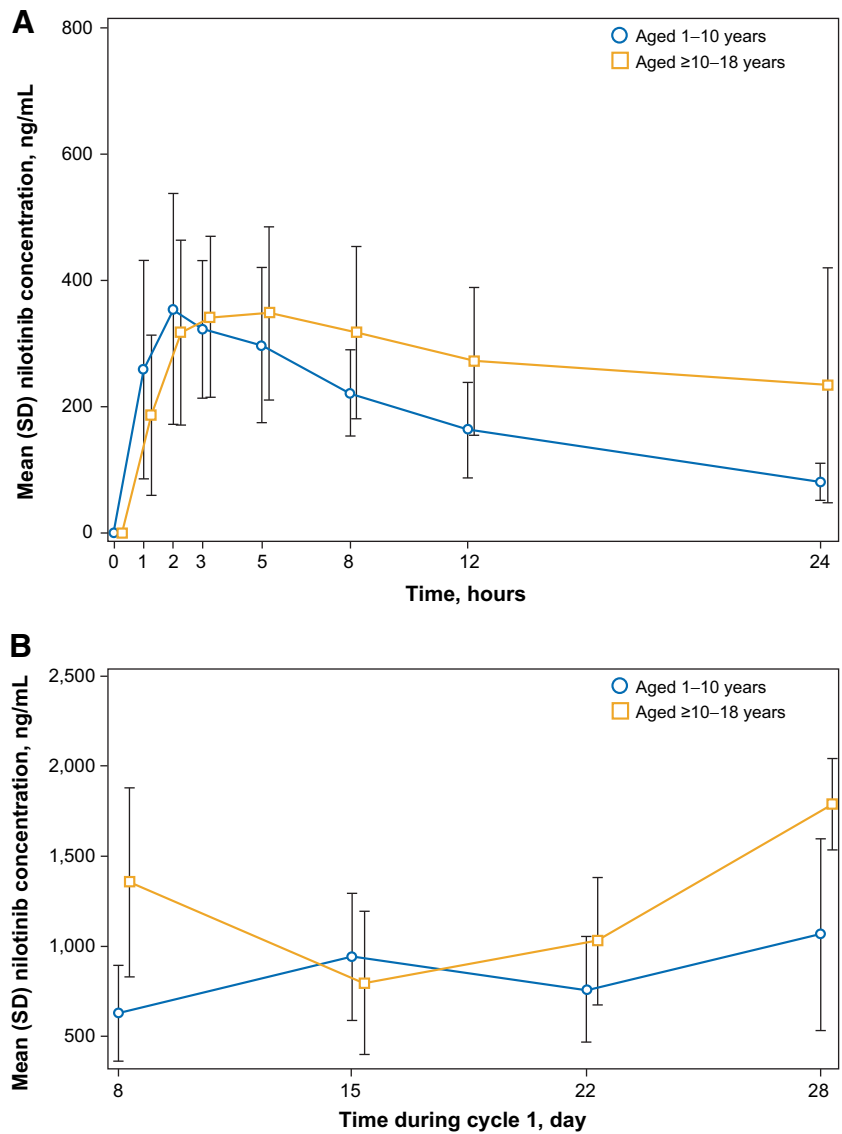 A
Mean (SD) nilotinib concentration, ng/mL
800
600
400
200
0
Aged 1–10 years
Aged ≥10–18 years
0 1 2 3 5 8 12 24
Time, hours
B
Mean (SD) nilotinib concentration, ng/mL
2,500
2,000
1,500
1,000
500
Aged 1–10 years
Aged ≥10–18 years
8 15 22 28
Time during cycle 1, day